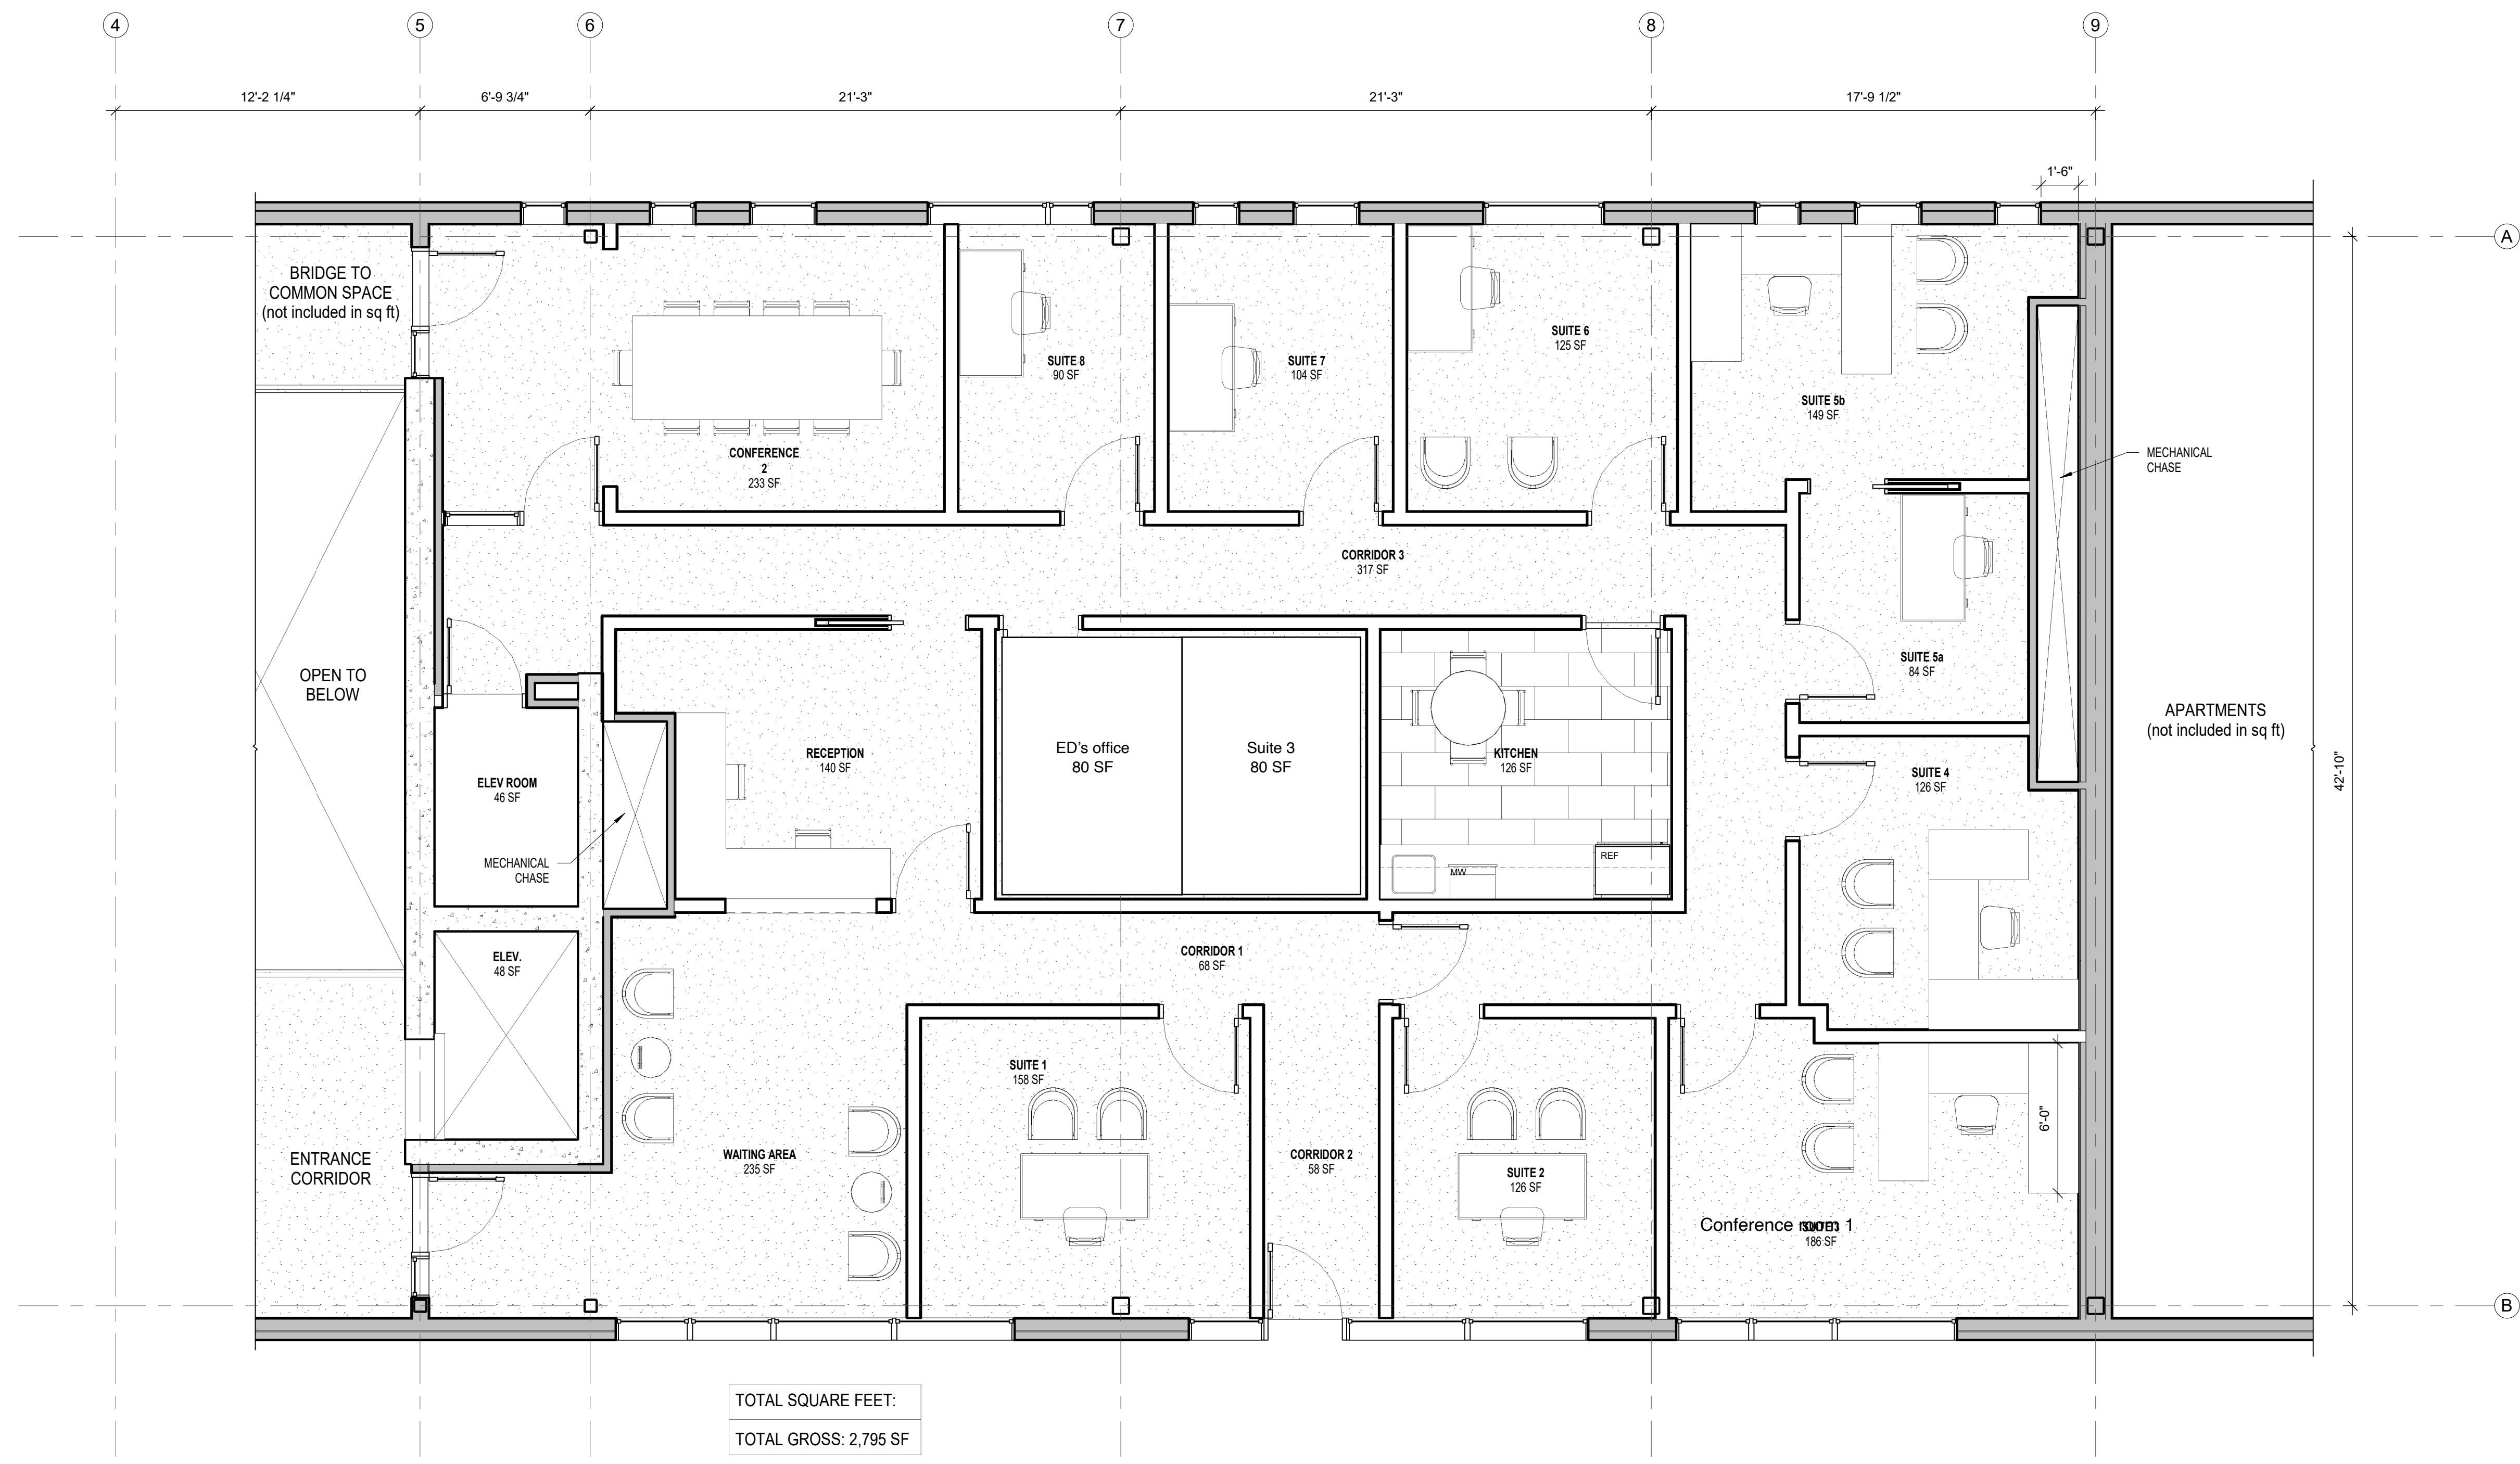 4
5
6
7
8
9
12'-2 1/4"
6'-9 3/4"
21'-3"
21'-3"
17'-9 1/2"
1'-6"
A
BRIDGE TO
COMMON SPACE
(not included in sq ft)
CONFERENCE
2
233 SF
SUITE 8
90 SF
SUITE 7
104 SF
SUITE 6
125 SF
SUITE 5b
149 SF
MECHANICAL
CHASE
CORRIDOR 3
317 SF
OPEN TO
BELOW
ELEV ROOM
46 SF
MECHANICAL
CHASE
RECEPTION
140 SF
ED’s office
80 SF
Suite 3
80 SF
KITCHEN
126 SF
REF
MW
SUITE 5a
84 SF
SUITE 4
126 SF
APARTMENTS
(not included in sq ft)
42'-10"
ELEV.
48 SF
CORRIDOR 1
68 SF
ENTRANCE
CORRIDOR
WAITING AREA
235 SF
SUITE 1
158 SF
CORRIDOR 2
58 SF
SUITE 2
126 SF
6'-0"
Conference room 1
186 SF
B
TOTAL SQUARE FEET:
TOTAL GROSS: 2,795 SF